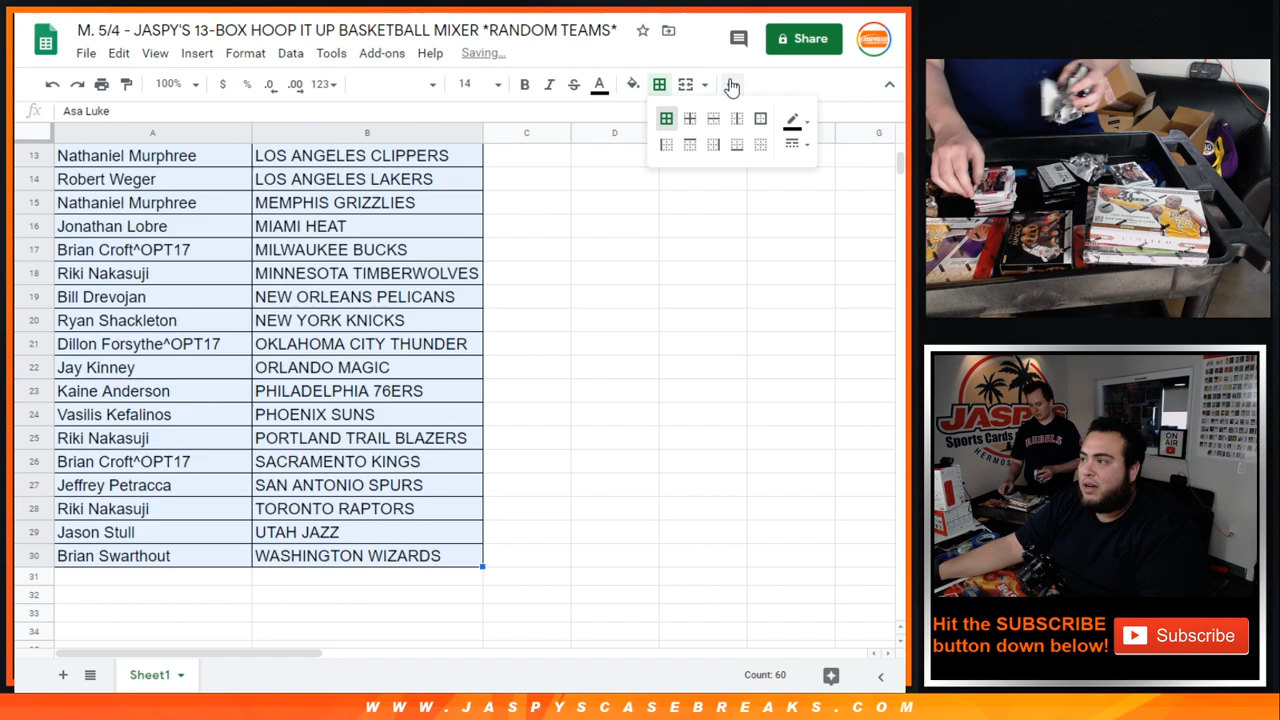 M. 5/4 - JASPY'S 13-BOX HOOP IT UP BASKETBALL MIXER *RANDOM TEAMS*
File Edit View Insert Format Data Tools Add-ons Help Saving...
Share
100% $ % .0 .00 123 14 B I S A
fx Asa Luke
A B C D G
13 Nathaniel Murphree LOS ANGELES CLIPPERS
14 Robert Weger LOS ANGELES LAKERS
15 Nathaniel Murphree MEMPHIS GRIZZLIES
16 Jonathan Lobre MIAMI HEAT
17 Brian Croft^OPT17 MILWAUKEE BUCKS
18 Riki Nakasuji MINNESOTA TIMBERWOLVES
19 Bill Drevojan NEW ORLEANS PELICANS
20 Ryan Shackleton NEW YORK KNICKS
21 Dillon Forsythe^OPT17 OKLAHOMA CITY THUNDER
22 Jay Kinney ORLANDO MAGIC
23 Kaine Anderson PHILADELPHIA 76ERS
24 Vasilis Kefalinos PHOENIX SUNS
25 Riki Nakasuji PORTLAND TRAIL BLAZERS
26 Brian Croft^OPT17 SACRAMENTO KINGS
27 Jeffrey Petracca SAN ANTONIO SPURS
28 Riki Nakasuji TORONTO RAPTORS
29 Jason Stull UTAH JAZZ
30 Brian Swarthout WASHINGTON WIZARDS
31
32
33
34
Sheet1
Count: 60
JASPY'S
Sports Cards
HERMOS
REBELS
ON AIR
Hit the SUBSCRIBE
button down below!
Subscribe
WWW.JASPYSCASEBREAKS.COM